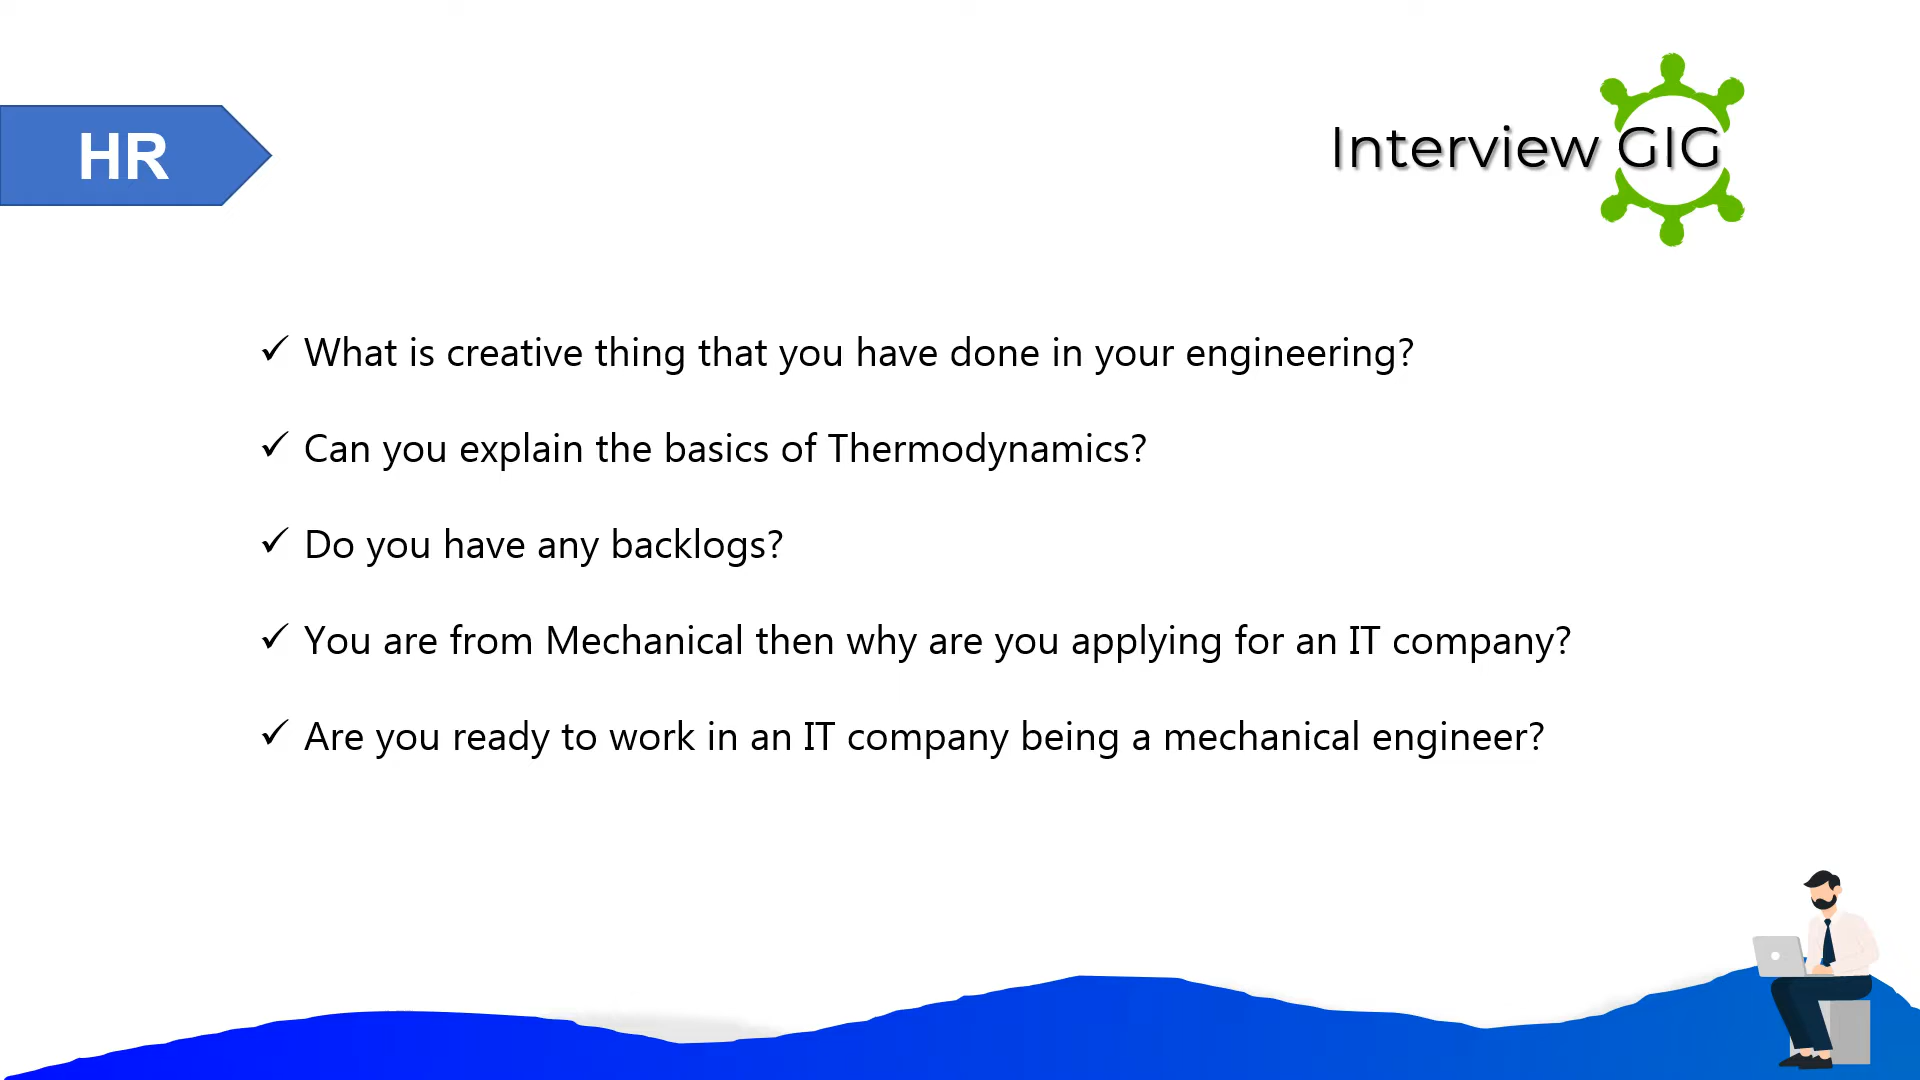 HR
Interview GIG
✓ What is creative thing that you have done in your engineering?
✓ Can you explain the basics of Thermodynamics?
✓ Do you have any backlogs?
✓ You are from Mechanical then why are you applying for an IT company?
✓ Are you ready to work in an IT company being a mechanical engineer?